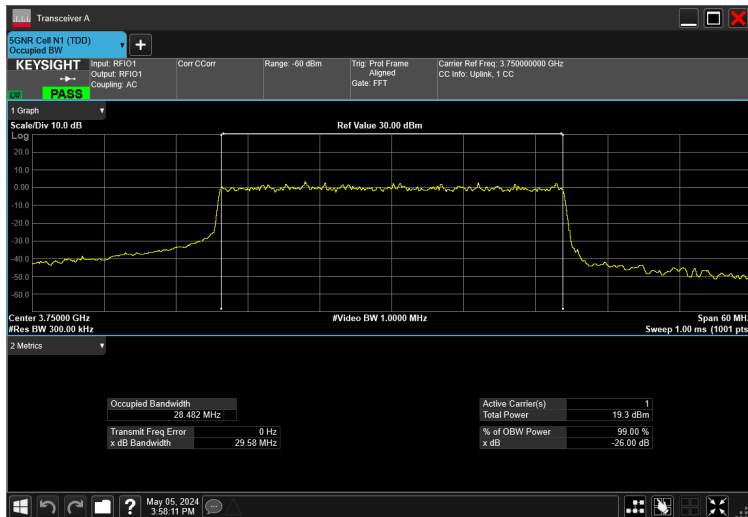 Transceiver A
5GNR Cell N1 (TDD)
Occupied BW
KEYSIGHT
LXI
PASS
Input: RFIO1
Output: RFIO1
Coupling: AC
Corr CCorr
Range: -60 dBm
Trig: Prot Frame
Aligned
Gate: FFT
Carrier Ref Freq: 3.750000000 GHz
CC Info: Uplink, 1 CC
1 Graph
Scale/Div 10.0 dB
Ref Value 30.00 dBm
Log
20.0
10.0
0.00
-10.0
-20.0
-30.0
-40.0
-50.0
-60.0
Center 3.75000 GHz
#Video BW 1.0000 MHz
Span 60 MHz
#Res BW 300.00 kHz
Sweep 1.00 ms (1001 pts
2 Metrics
Occupied Bandwidth
28.482 MHz
Transmit Freq Error 0 Hz
x dB Bandwidth 29.58 MHz
Active Carrier(s) 1
Total Power 19.3 dBm
% of OBW Power 99.00 %
x dB -26.00 dB
?
May 05, 2024
3:58:11 PM